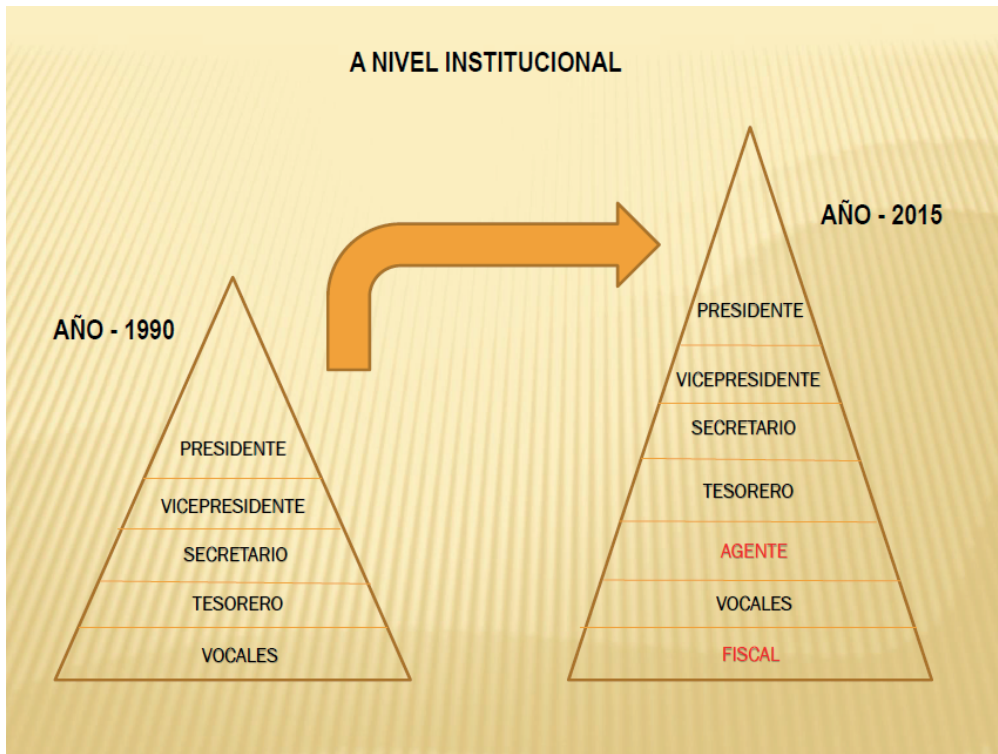 A NIVEL INSTITUCIONAL
AÑO - 1990
PRESIDENTE
VICEPRESIDENTE
SECRETARIO
TESORERO
VOCALES
AÑO - 2015
PRESIDENTE
VICEPRESIDENTE
SECRETARIO
TESORERO
AGENTE
VOCALES
FISCAL